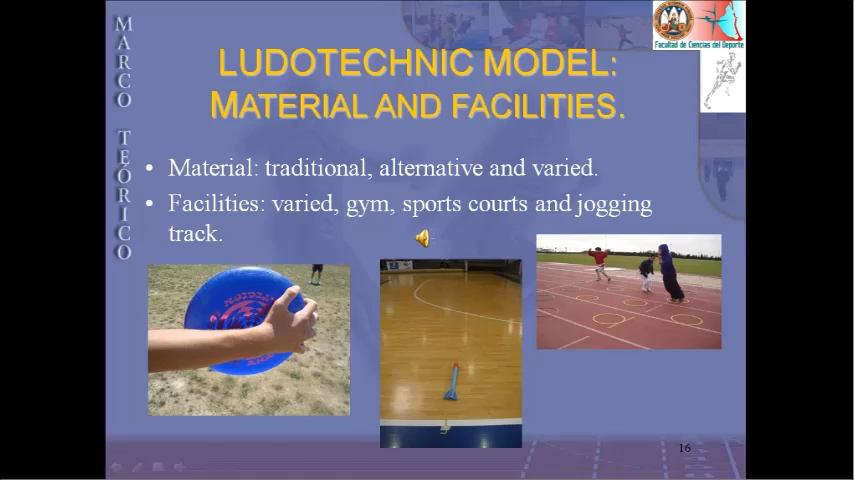 MARCO TEÓRICO
Facultad de Ciencias del Deporte
LUDOTECHNIC MODEL:
MATERIAL AND FACILITIES.
• Material: traditional, alternative and varied.
• Facilities: varied, gym, sports courts and jogging
track.
16